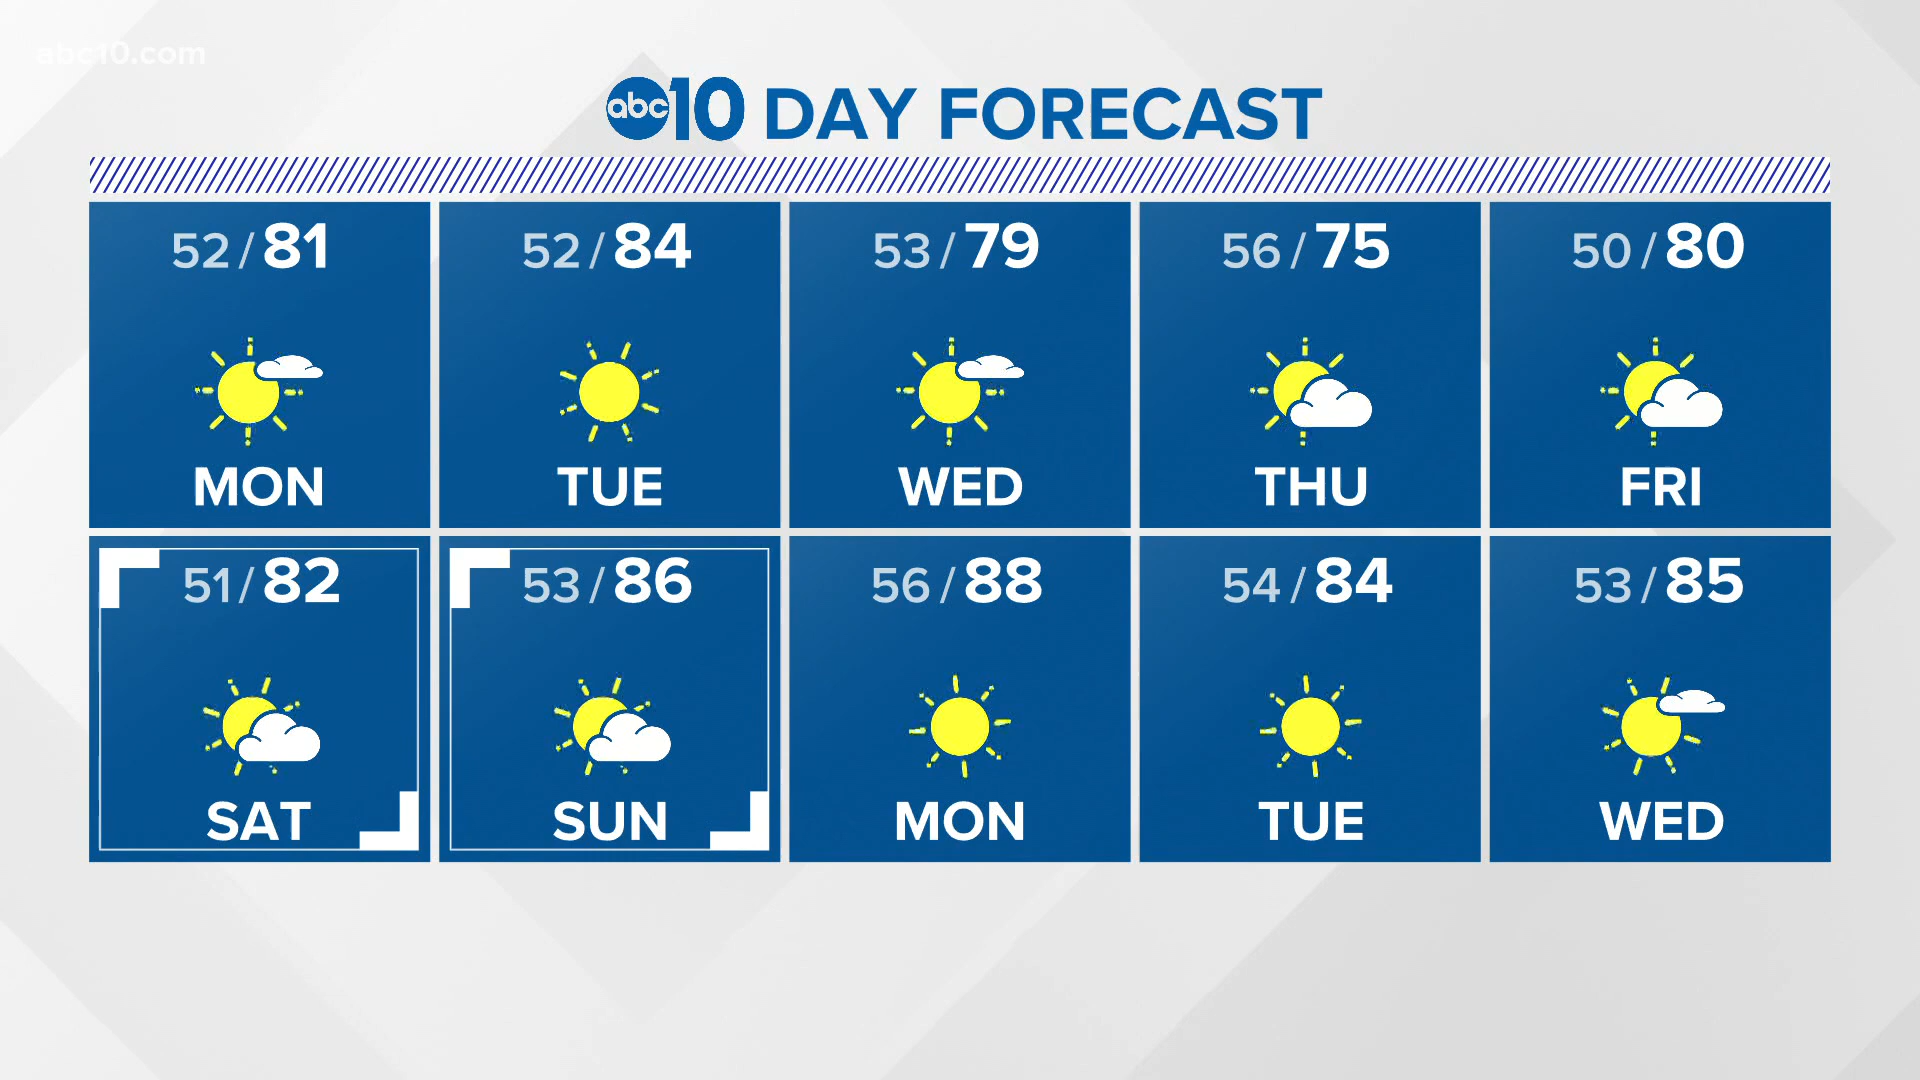 abc10.com
abc10 DAY FORECAST
52/81
52/84
53/79
56/75
50/80
MON
TUE
WED
THU
FRI
51/82
53/86
56/88
54/84
53/85
SAT
SUN
MON
TUE
WED